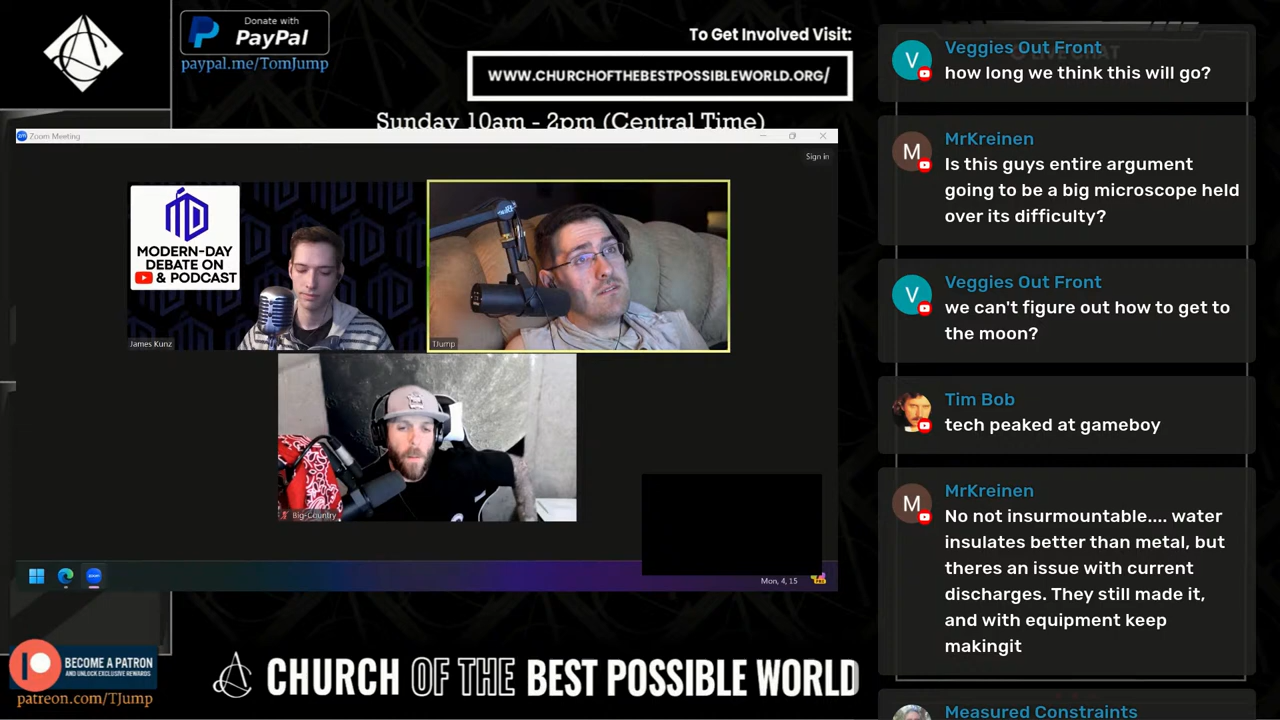 Donate with
PayPal
paypal.me/TomJump
To Get Involved Visit:
WWW.CHURCHOFTHEBESTPOSSIBLEWORLD.ORG/
Sunday 10am - 2pm (Central Time)
zm Zoom Meeting
Sign in
MODERN-DAY
DEBATE ON
& PODCAST
James Kunz
TJump
Big-Country
zoom
Mon, 4, 15
BECOME A PATRON
AND UNLOCK EXCLUSIVE REWARDS
patreon.com/TJump
CHURCH OF THE BEST POSSIBLE WORLD
V
Veggies Out Front
how long we think this will go?
M
MrKreinen
Is this guys entire argument
going to be a big microscope held
over its difficulty?
V
Veggies Out Front
we can't figure out how to get to
the moon?
Tim Bob
tech peaked at gameboy
M
MrKreinen
No not insurmountable.... water
insulates better than metal, but
theres an issue with current
discharges. They still made it,
and with equipment keep
makingit
Measured Constraints